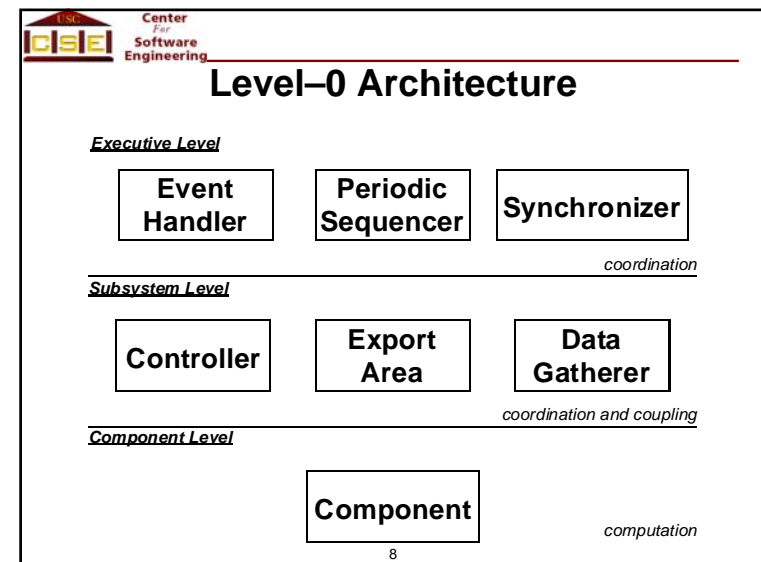 USC
CSE
Center
For
Software
Engineering
Level–0 Architecture
Executive Level
Event
Handler
Periodic
Sequencer
Synchronizer
coordination
Subsystem Level
Controller
Export
Area
Data
Gatherer
coordination and coupling
Component Level
Component
computation
8